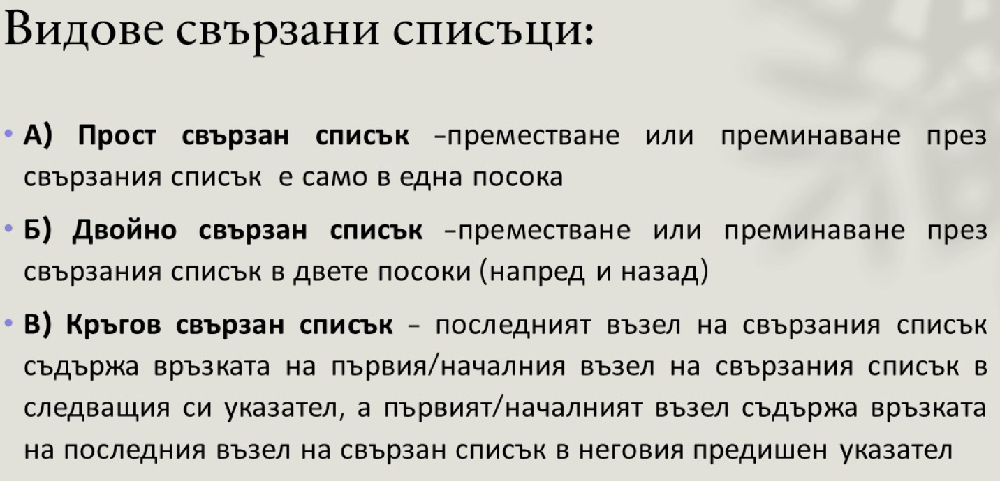 Видове свързани списъци:
• А) Прост свързан списък –преместване или преминаване през
свързания списък е само в една посока
• Б) Двойно свързан списък –преместване или преминаване през
свързания списък в двете посоки (напред и назад)
• В) Кръгов свързан списък – последният възел на свързания списък
съдържа връзката на първия/началния възел на свързания списък в
следващия си указател, а първият/началният възел съдържа връзката
на последния възел на свързан списък в неговия предишен указател